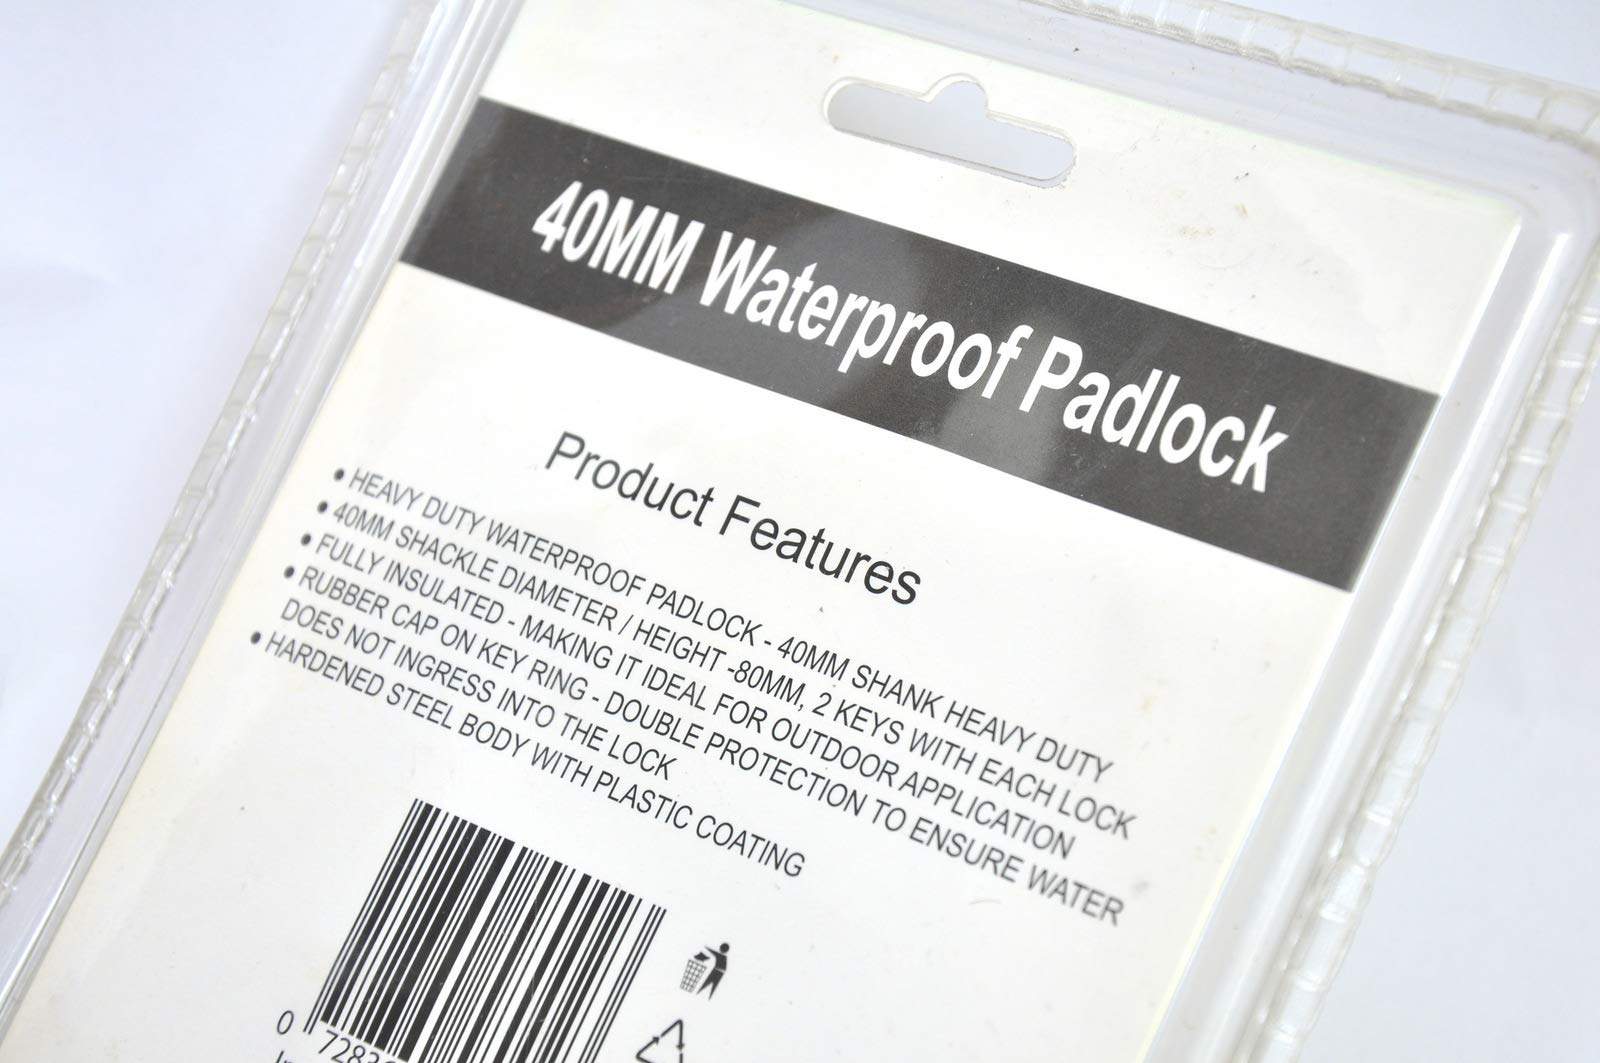 40MM Waterproof Padlock
Product Features
• HEAVY DUTY WATERPROOF PADLOCK - 40MM SHANK HEAVY DUTY
• 40MM SHACKLE DIAMETER / HEIGHT -80MM, 2 KEYS WITH EACH LOCK
• FULLY INSULATED - MAKING IT IDEAL FOR OUTDOOR APPLICATION
• RUBBER CAP ON KEY RING - DOUBLE PROTECTION TO ENSURE WATER
DOES NOT INGRESS INTO THE LOCK
• HARDENED STEEL BODY WITH PLASTIC COATING
0